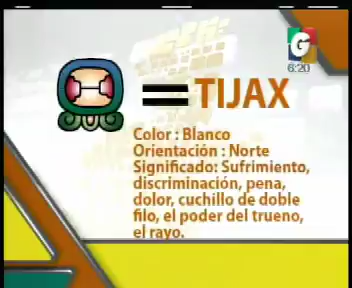 G
6:20
= TIJAX
Color : Blanco
Orientación : Norte
Significado: Sufrimiento,
discriminación, pena,
dolor, cuchillo de doble
filo, el poder del trueno,
el rayo.